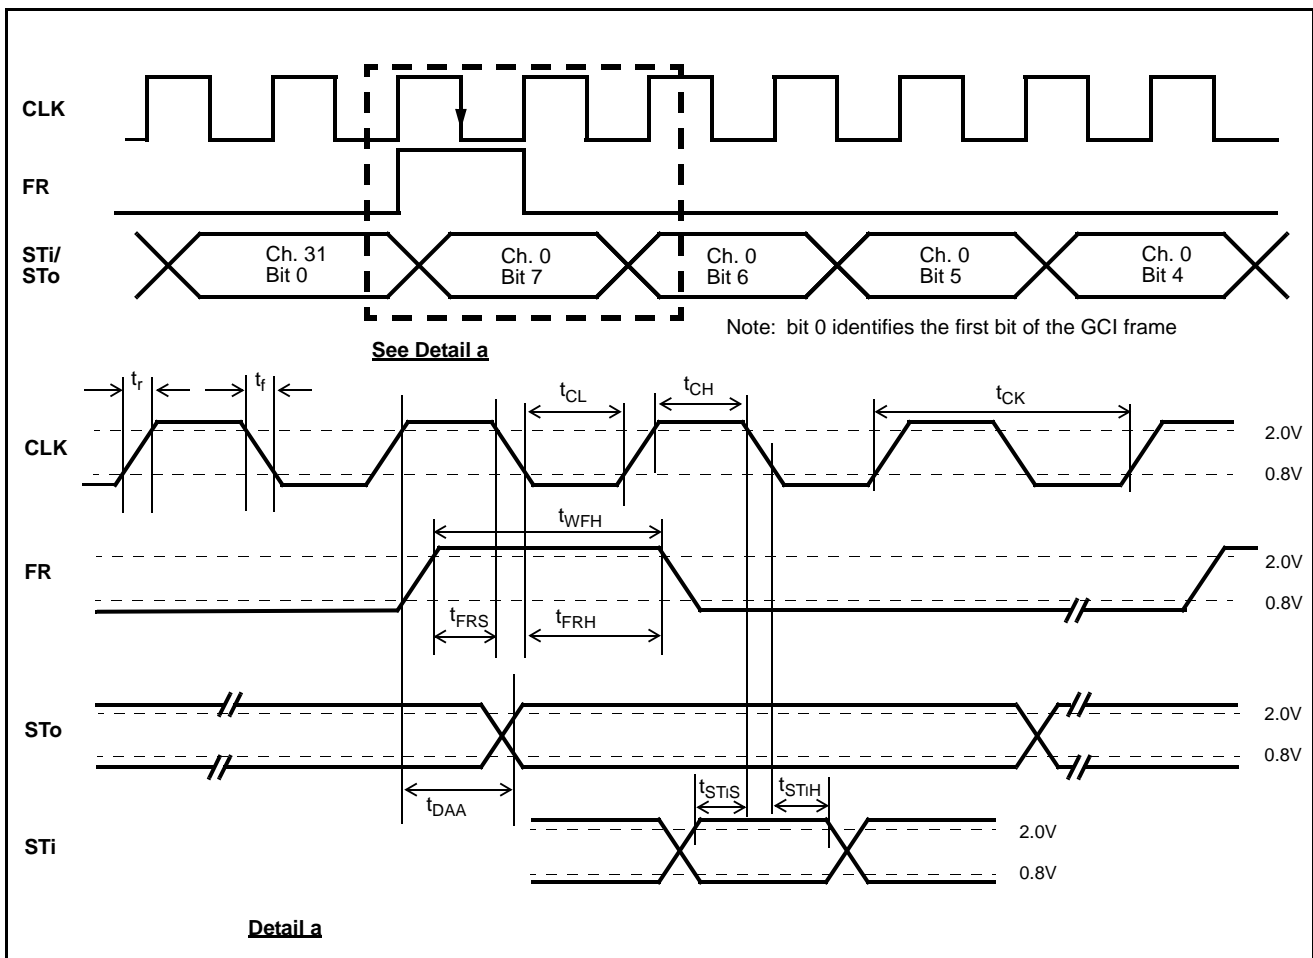 CLK
FR
STi/
STo
Ch. 31
Bit 0
Ch. 0
Bit 7
Ch. 0
Bit 6
Ch. 0
Bit 5
Ch. 0
Bit 4
Note: bit 0 identifies the first bit of the GCI frame
See Detail a
tr
tf
tCL
tCH
tCK
CLK
2.0V
0.8V
tWFH
FR
2.0V
0.8V
tFRS
tFRH
STo
2.0V
0.8V
tDAA
tSTiS
tSTiH
STi
2.0V
0.8V
Detail a